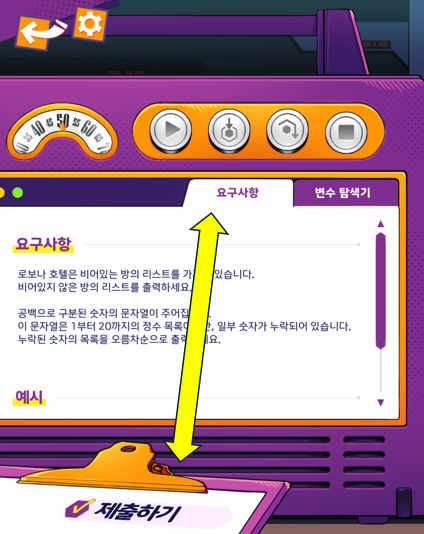 40 45 50 55 60
요구사항
변수 탐색기
요구사항
로보나 호텔은 비어있는 방의 리스트를 가 있습니다.
비어있지 않은 방의 리스트를 출력하세요.
공백으로 구분된 숫자의 문자열이 주어집
이 문자열은 1부터 20까지의 정수 목록이 일부 숫자가 누락되어 있습니다.
누락된 숫자의 목록을 오름차순으로 출력 요.
예시
제출하기